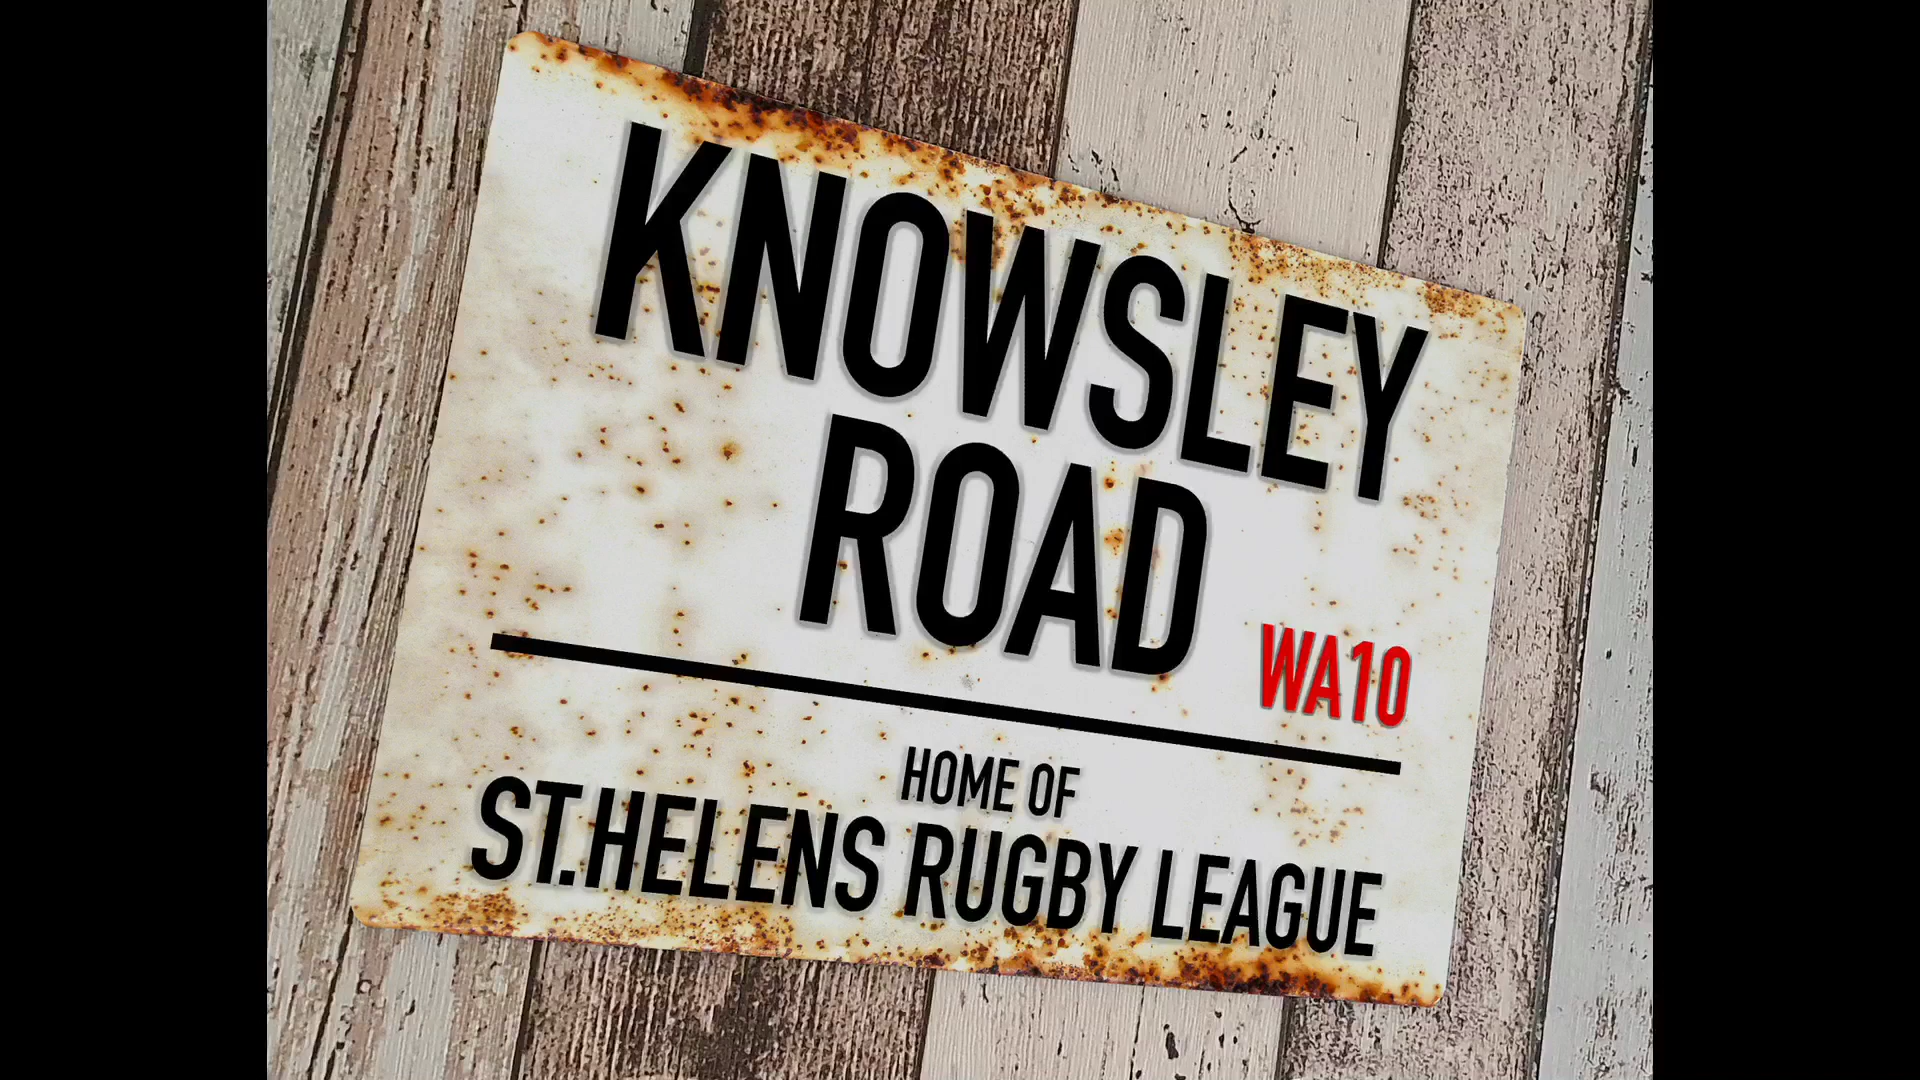 KNOWSLEY
ROAD
WA10
HOME OF
ST.HELENS RUGBY LEAGUE